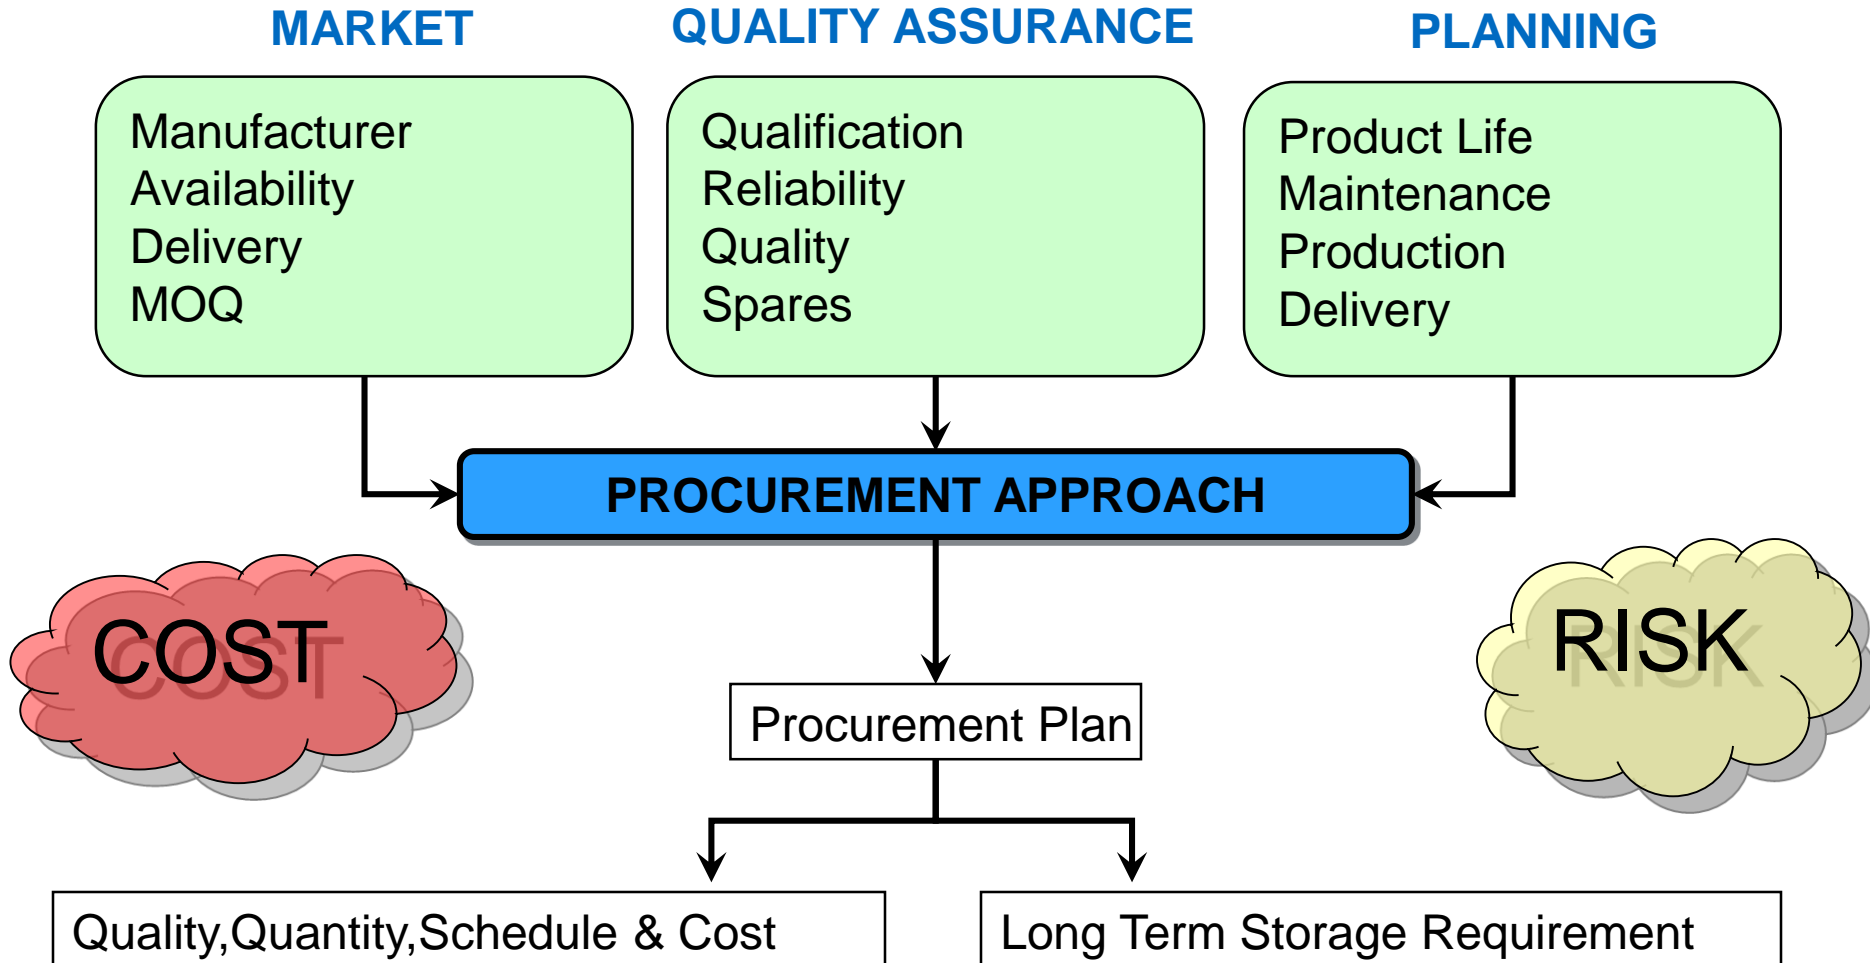 MARKET
QUALITY ASSURANCE
PLANNING
Manufacturer
Availability
Delivery
MOQ
Qualification
Reliability
Quality
Spares
Product Life
Maintenance
Production
Delivery
PROCUREMENT APPROACH
COST
RISK
Procurement Plan
Quality,Quantity,Schedule & Cost
Long Term Storage Requirement